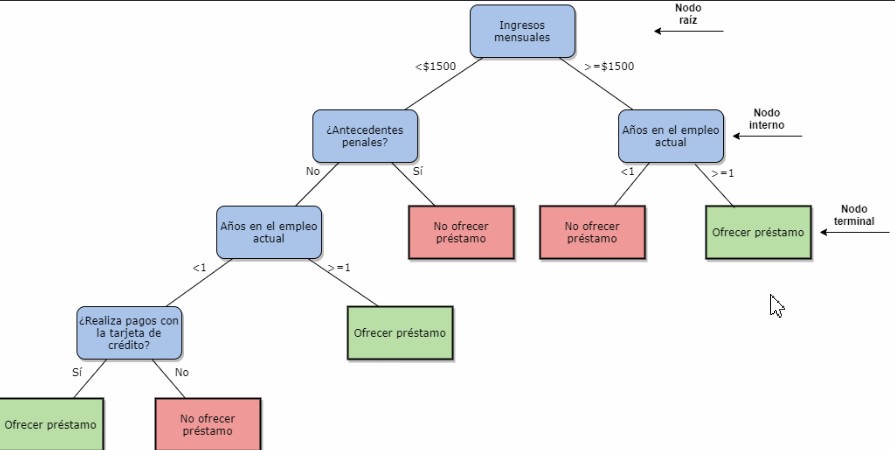 Nodo
raíz
Ingresos
mensuales
<$1500
>=$1500
Nodo
interno
¿Antecedentes
penales?
Años en el empleo
actual
No
Sí
<1
>=1
Nodo
terminal
Años en el empleo
actual
No ofrecer
préstamo
No ofrecer
préstamo
Ofrecer préstamo
<1
>=1
¿Realiza pagos con
la tarjeta de
crédito?
Ofrecer préstamo
Sí
No
Ofrecer préstamo
No ofrecer
préstamo